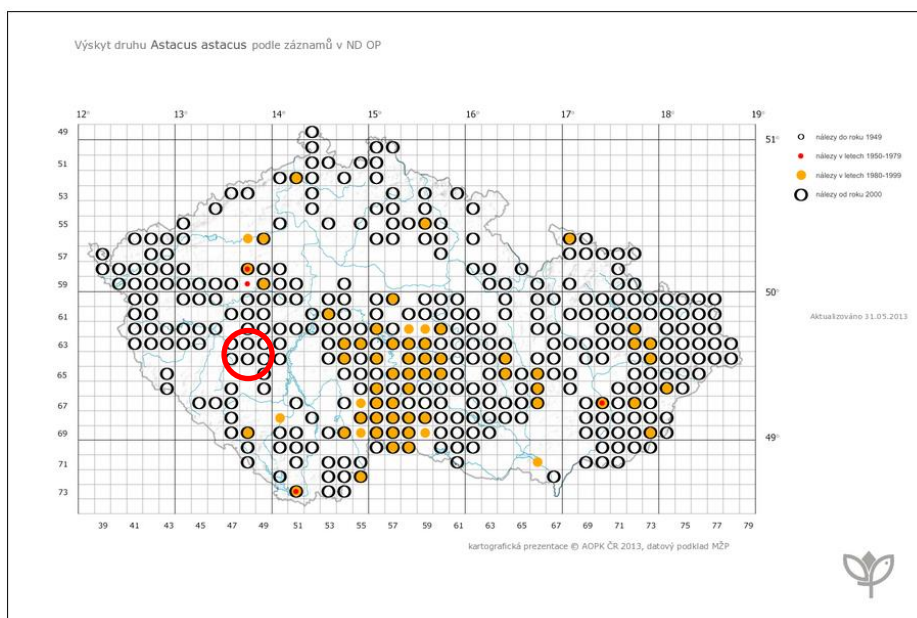 Výskyt druhu Astacus astacus podle záznamů v ND OP
12° 13° 14° 15° 16° 17° 18° 19°
49
51
53
55
57
59
61
63
65
67
69
71
73
51°
50°
49°
39 41 43 45 47 49 51 53 55 57 59 61 63 65 67 69 71 73 75 77 79
nálezy do roku 1949
nálezy v letech 1950-1979
nálezy v letech 1980-1999
nálezy od roku 2000
Aktualizováno 31.05.2013
kartografická prezentace © AOPK ČR 2013, datový podklad MŽP